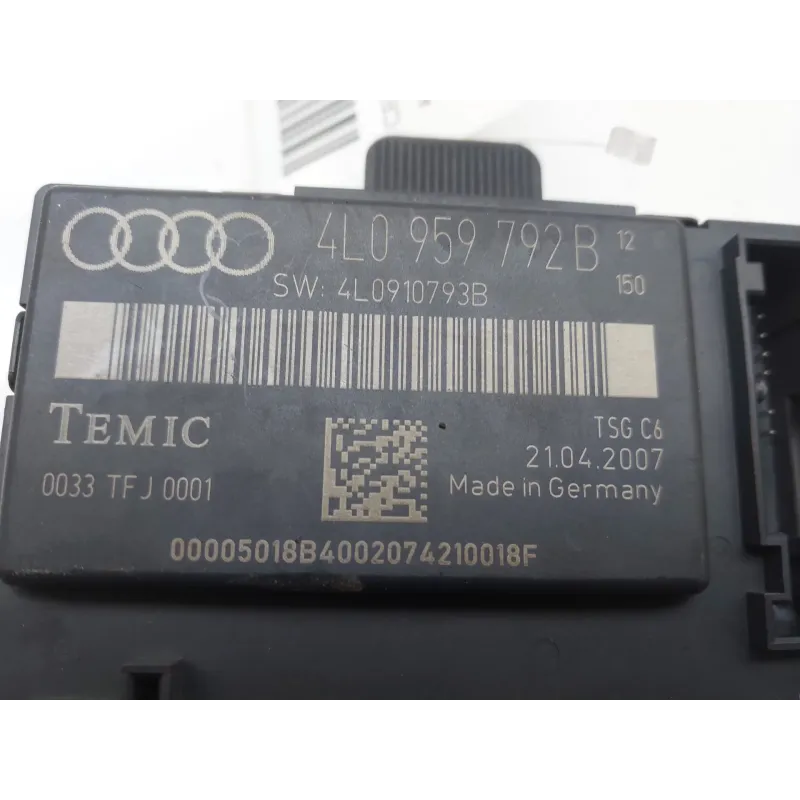 4L0 959 792B 12
SW: 4L0910793B 150
TEMIC
TSG C6
21.04.2007
0033 TFJ 0001
Made in Germany
00005018B4002074210018F